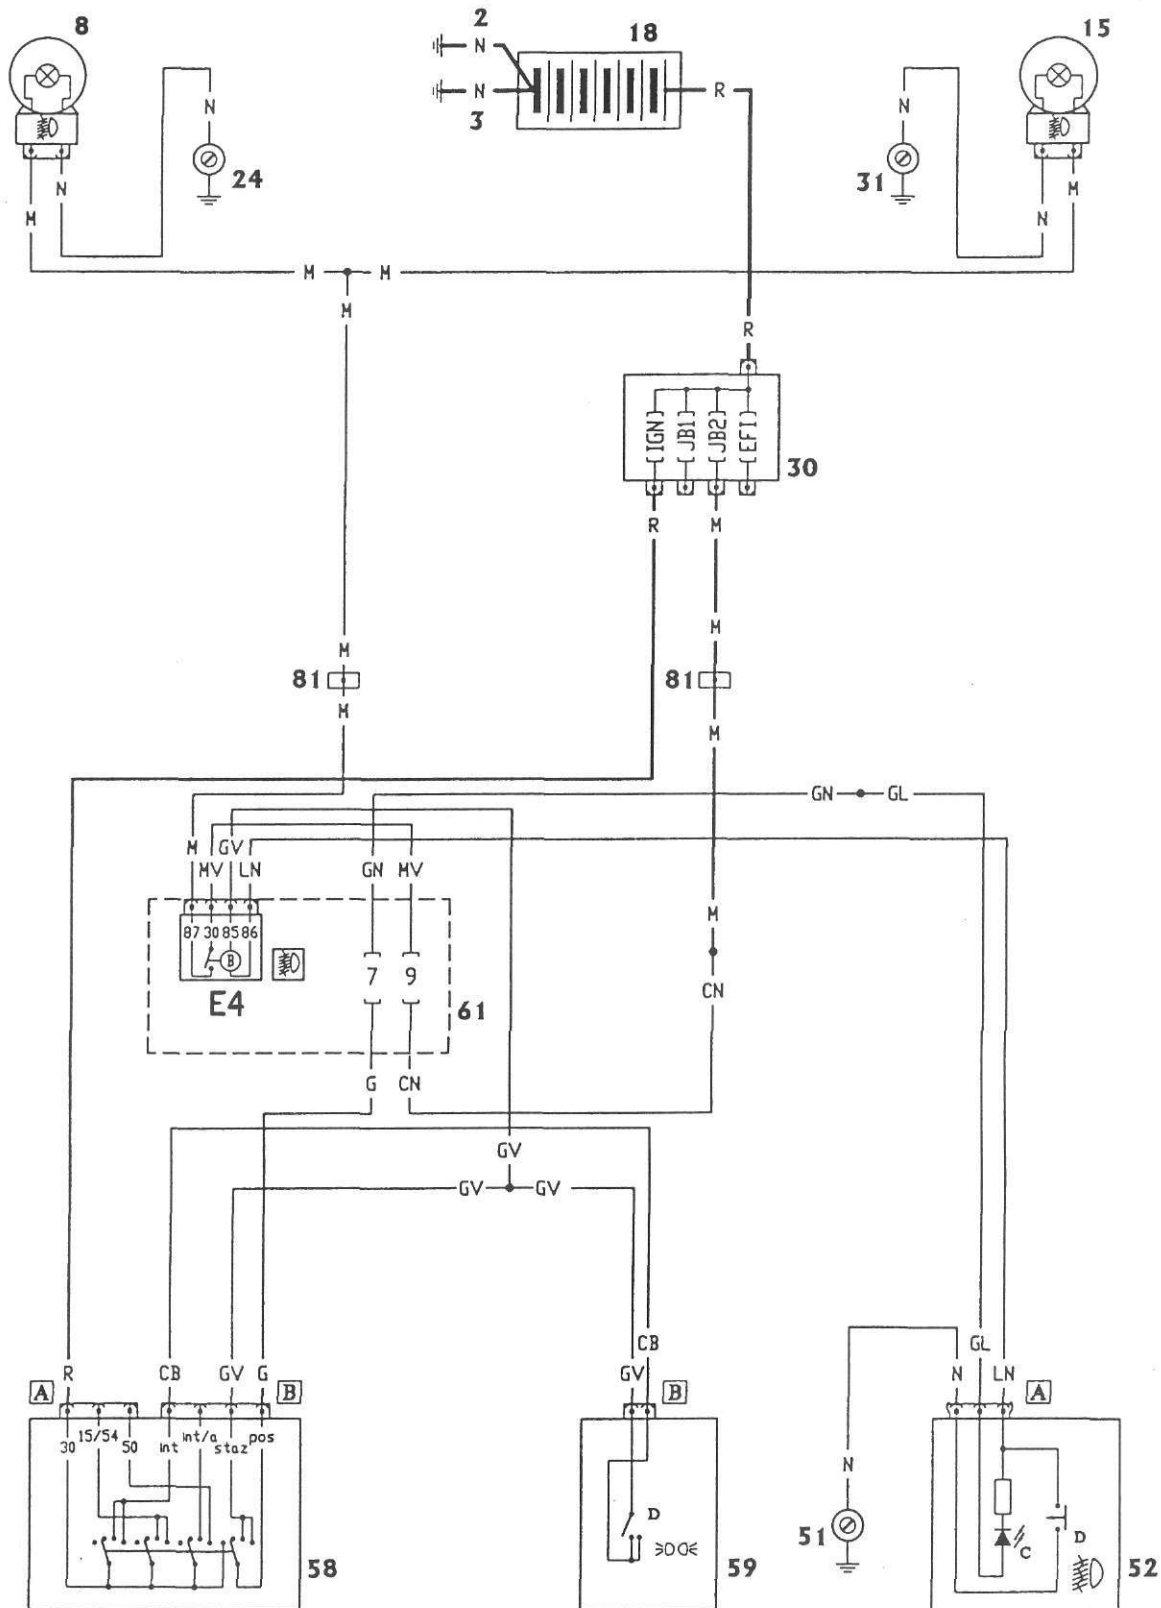 8
2
18
15
N
N
R
3
N
N
24
31
N
M
M
N
M
M
M
R
IGN
JB1
JB2
EFI
30
R
M
M
M
81
81
M
M
GN
GL
M
GV
MV
LN
GN
MV
M
87 30 85 86
B
7
9
CN
E4
61
G
CN
GV
GV
GV
CB
GL
R
CB
GV
G
GV
N
LN
A
B
B
A
30
15/54
50
int
int/a
staz
pos
N
D
51
C
D
58
59
52